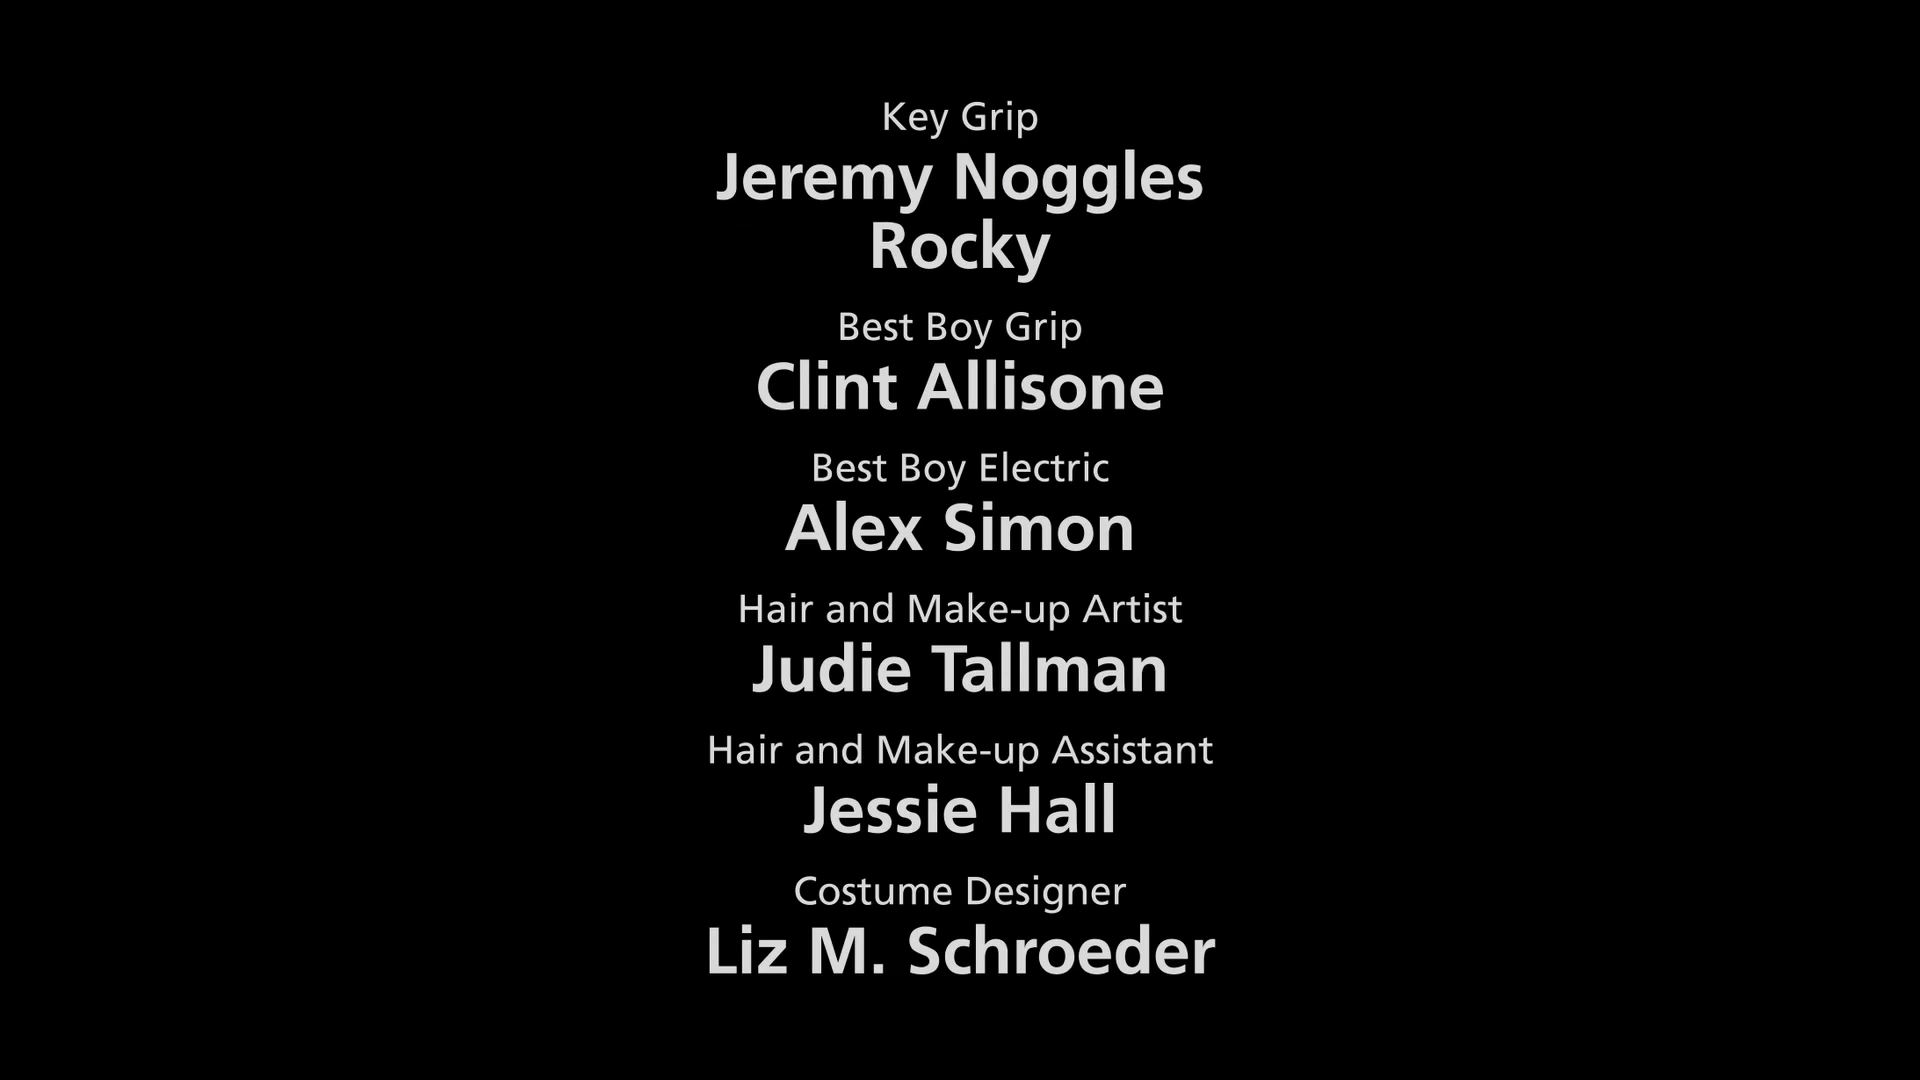 Key Grip
Jeremy Noggles
Rocky
Best Boy Grip
Clint Allisone
Best Boy Electric
Alex Simon
Hair and Make-up Artist
Judie Tallman
Hair and Make-up Assistant
Jessie Hall
Costume Designer
Liz M. Schroeder